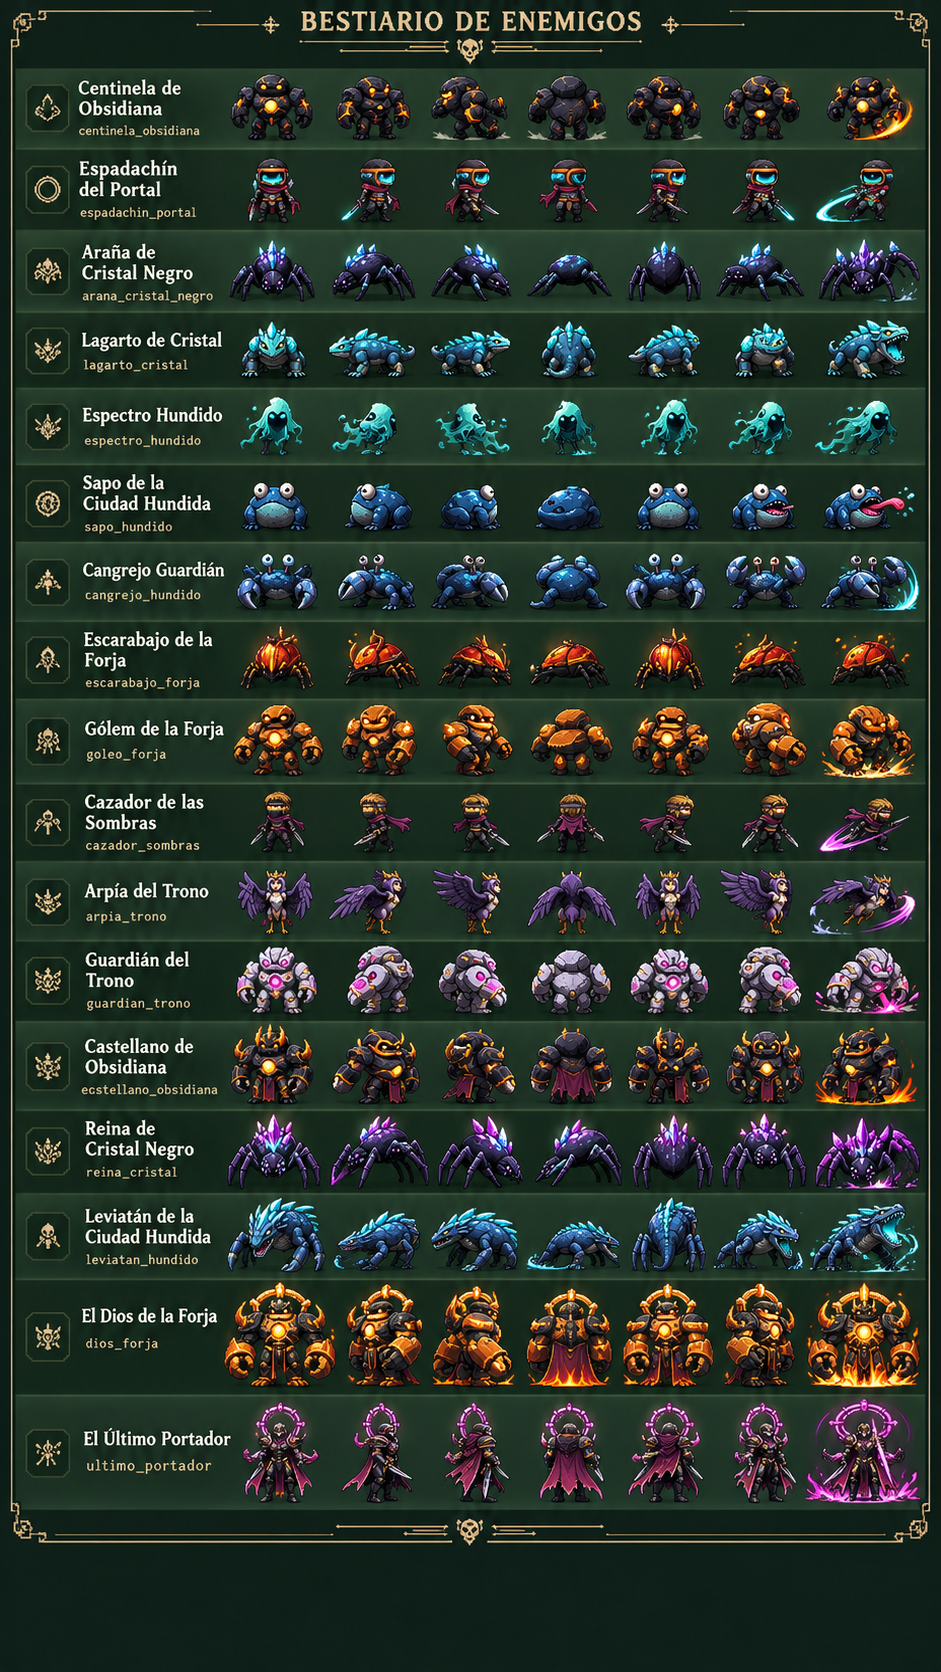 BESTIARIO DE ENEMIGOS
Centinela de
Obsidiana
centinela_obsidiana
Espadachín
del Portal
espadachin_portal
Araña de
Cristal Negro
arana_cristal_negro
Lagarto de Cristal
lagarto_cristal
Espectro Hundido
espectro_hundido
Sapo de la
Ciudad Hundida
sapo_hundido
Cangrejo Guardián
cangrejo_hundido
Escarabajo de la
Forja
escarabajo_forja
Gólem de la Forja
goleo_forja
Cazador de las
Sombras
cazador_sombras
Arpía del Trono
arpia_trono
Guardián del
Trono
guardian_trono
Castellano de
Obsidiana
ecstellano_obsidiana
Reina de
Cristal Negro
reina_cristal
Leviatán de la
Ciudad Hundida
leviatan_hundido
El Dios de la Forja
dios_forja
El Último Portador
ultimo_portador